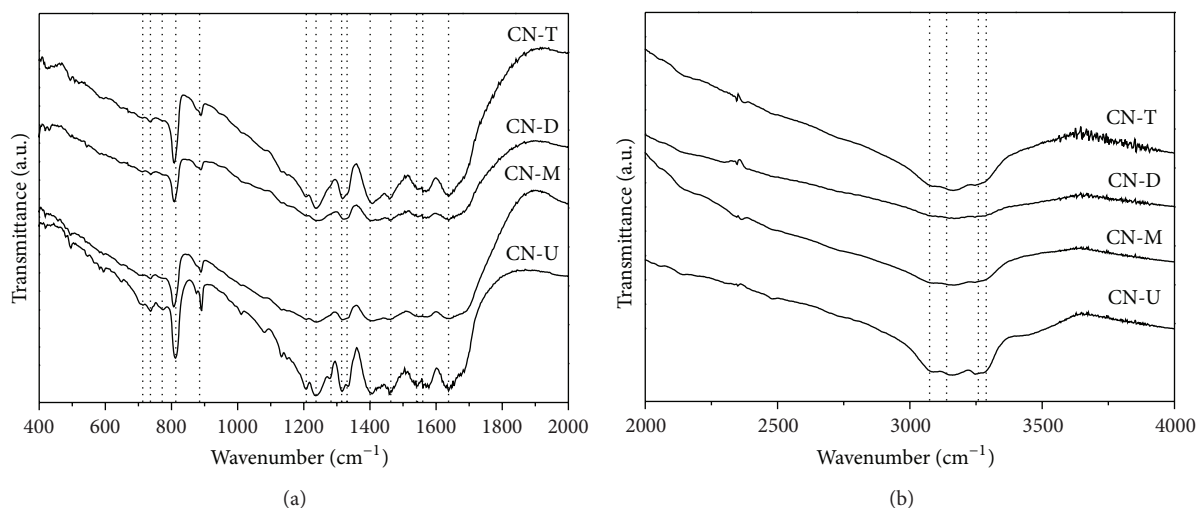 Transmittance (a.u.)
CN-T
CN-D
CN-M
CN-U
400 600 800 1000 1200 1400 1600 1800 2000
Wavenumber (cm⁻¹)
(a)
Transmittance (a.u.)
CN-T
CN-D
CN-M
CN-U
2000 2500 3000 3500 4000
Wavenumber (cm⁻¹)
(b)